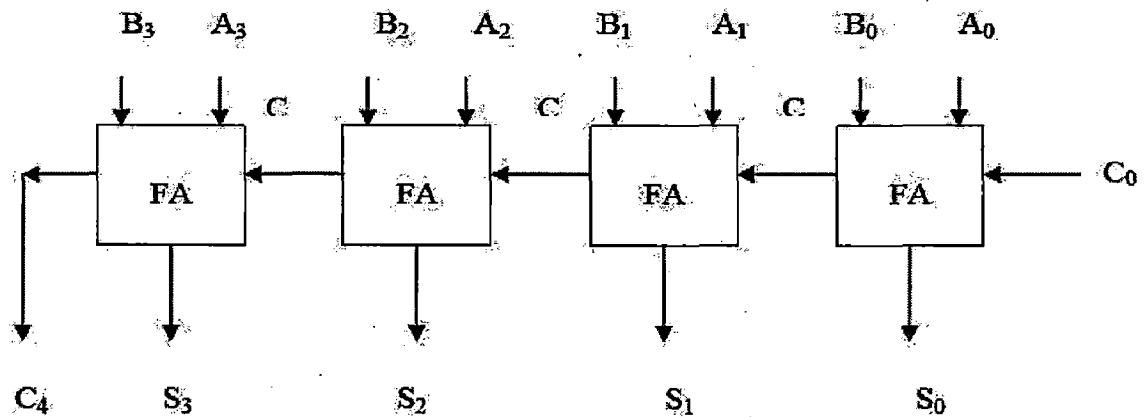 B₃ A₃ B₂ A₂ B₁ A₁ B₀ A₀
C C C
FA FA FA FA C₀
C₄ S₃ S₂ S₁ S₀